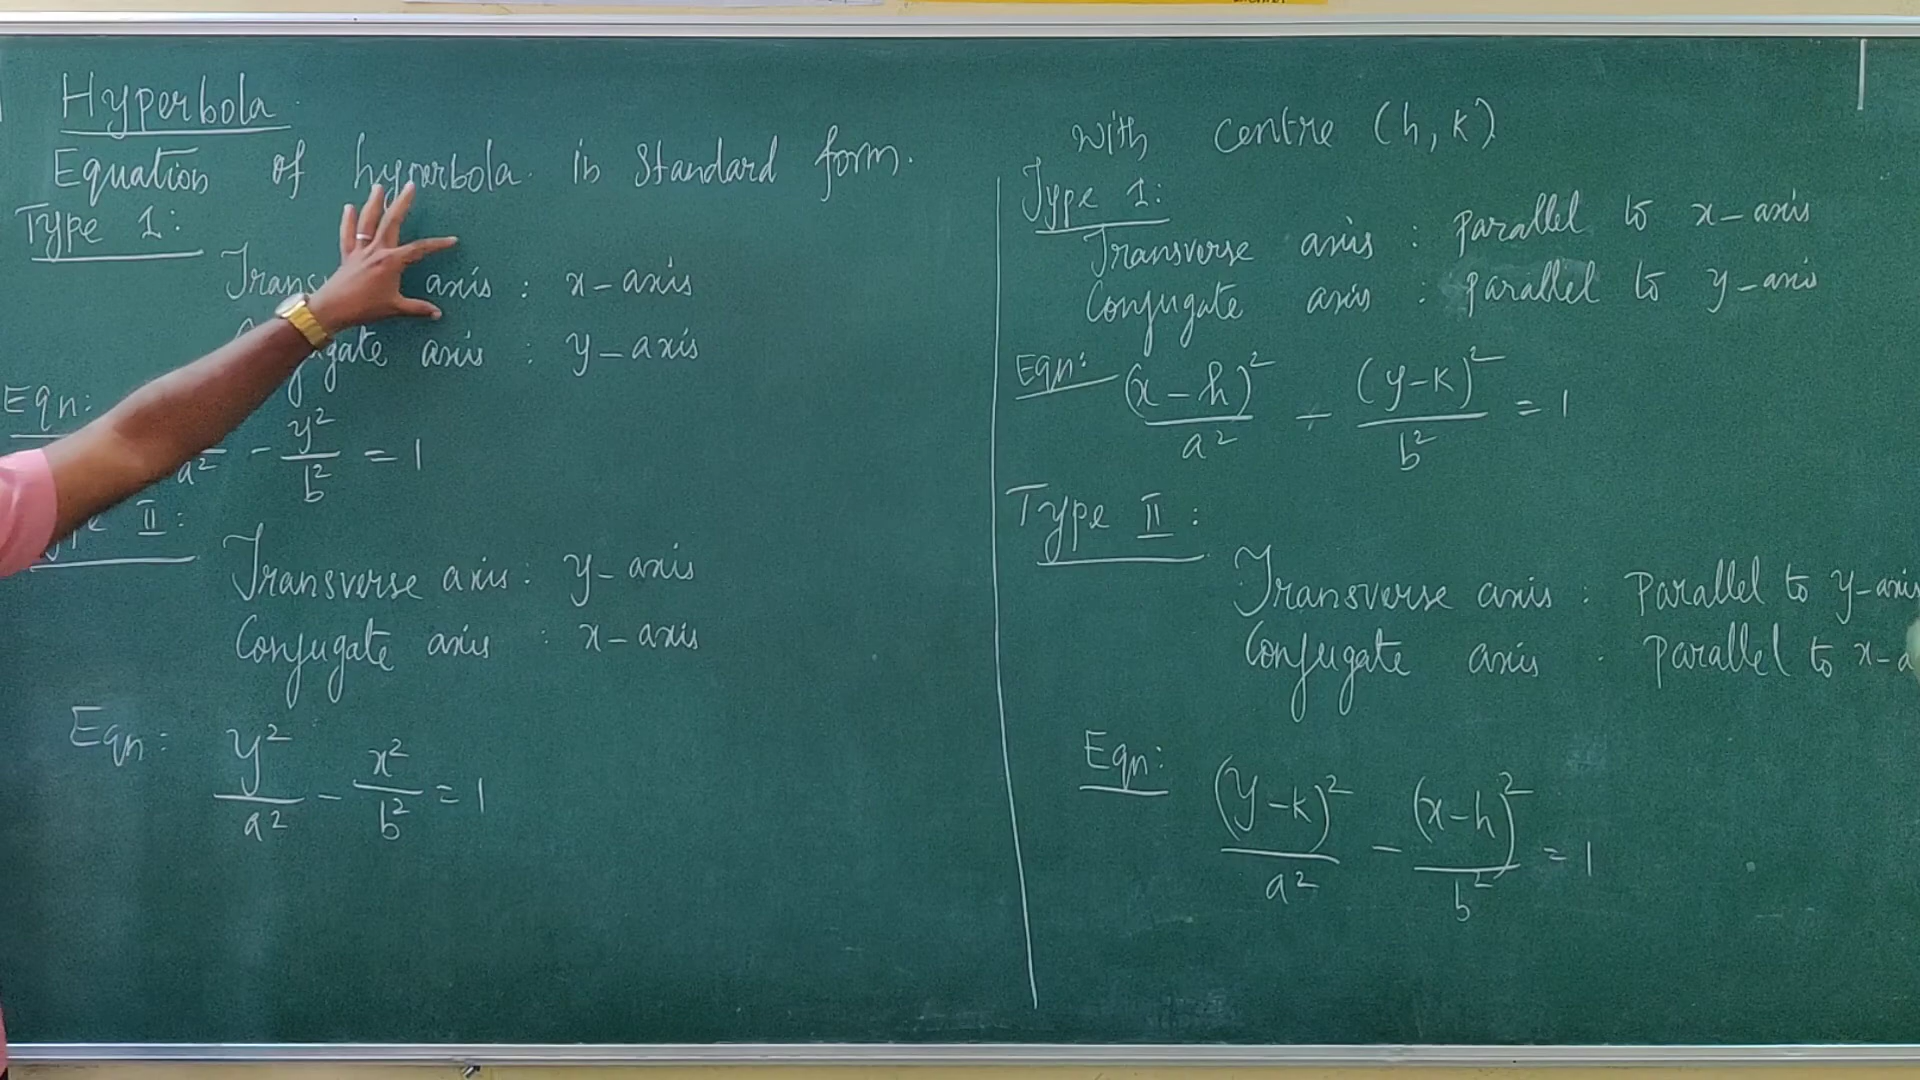 Hyperbola
Equation of hyperbola in Standard form.
Type 1:
axis : x-axis
axis : y-axis
Eqn:
a² - y²/b² = 1
II:
Transverse axis: y-axis
Conjugate axis : x-axis
Eqn: y²/a² - x²/b² = 1
With centre (h, k)
Type 1:
Transverse axis : parallel to x-axis
Conjugate axis : parallel to y-axis
Eqn: (x-h)²/a² - (y-k)²/b² = 1
Type II :
Transverse axis : Parallel to y-axis
Conjugate axis . parallel to x-a
Eqn: (y-k)²/a² - (x-h)²/b² = 1